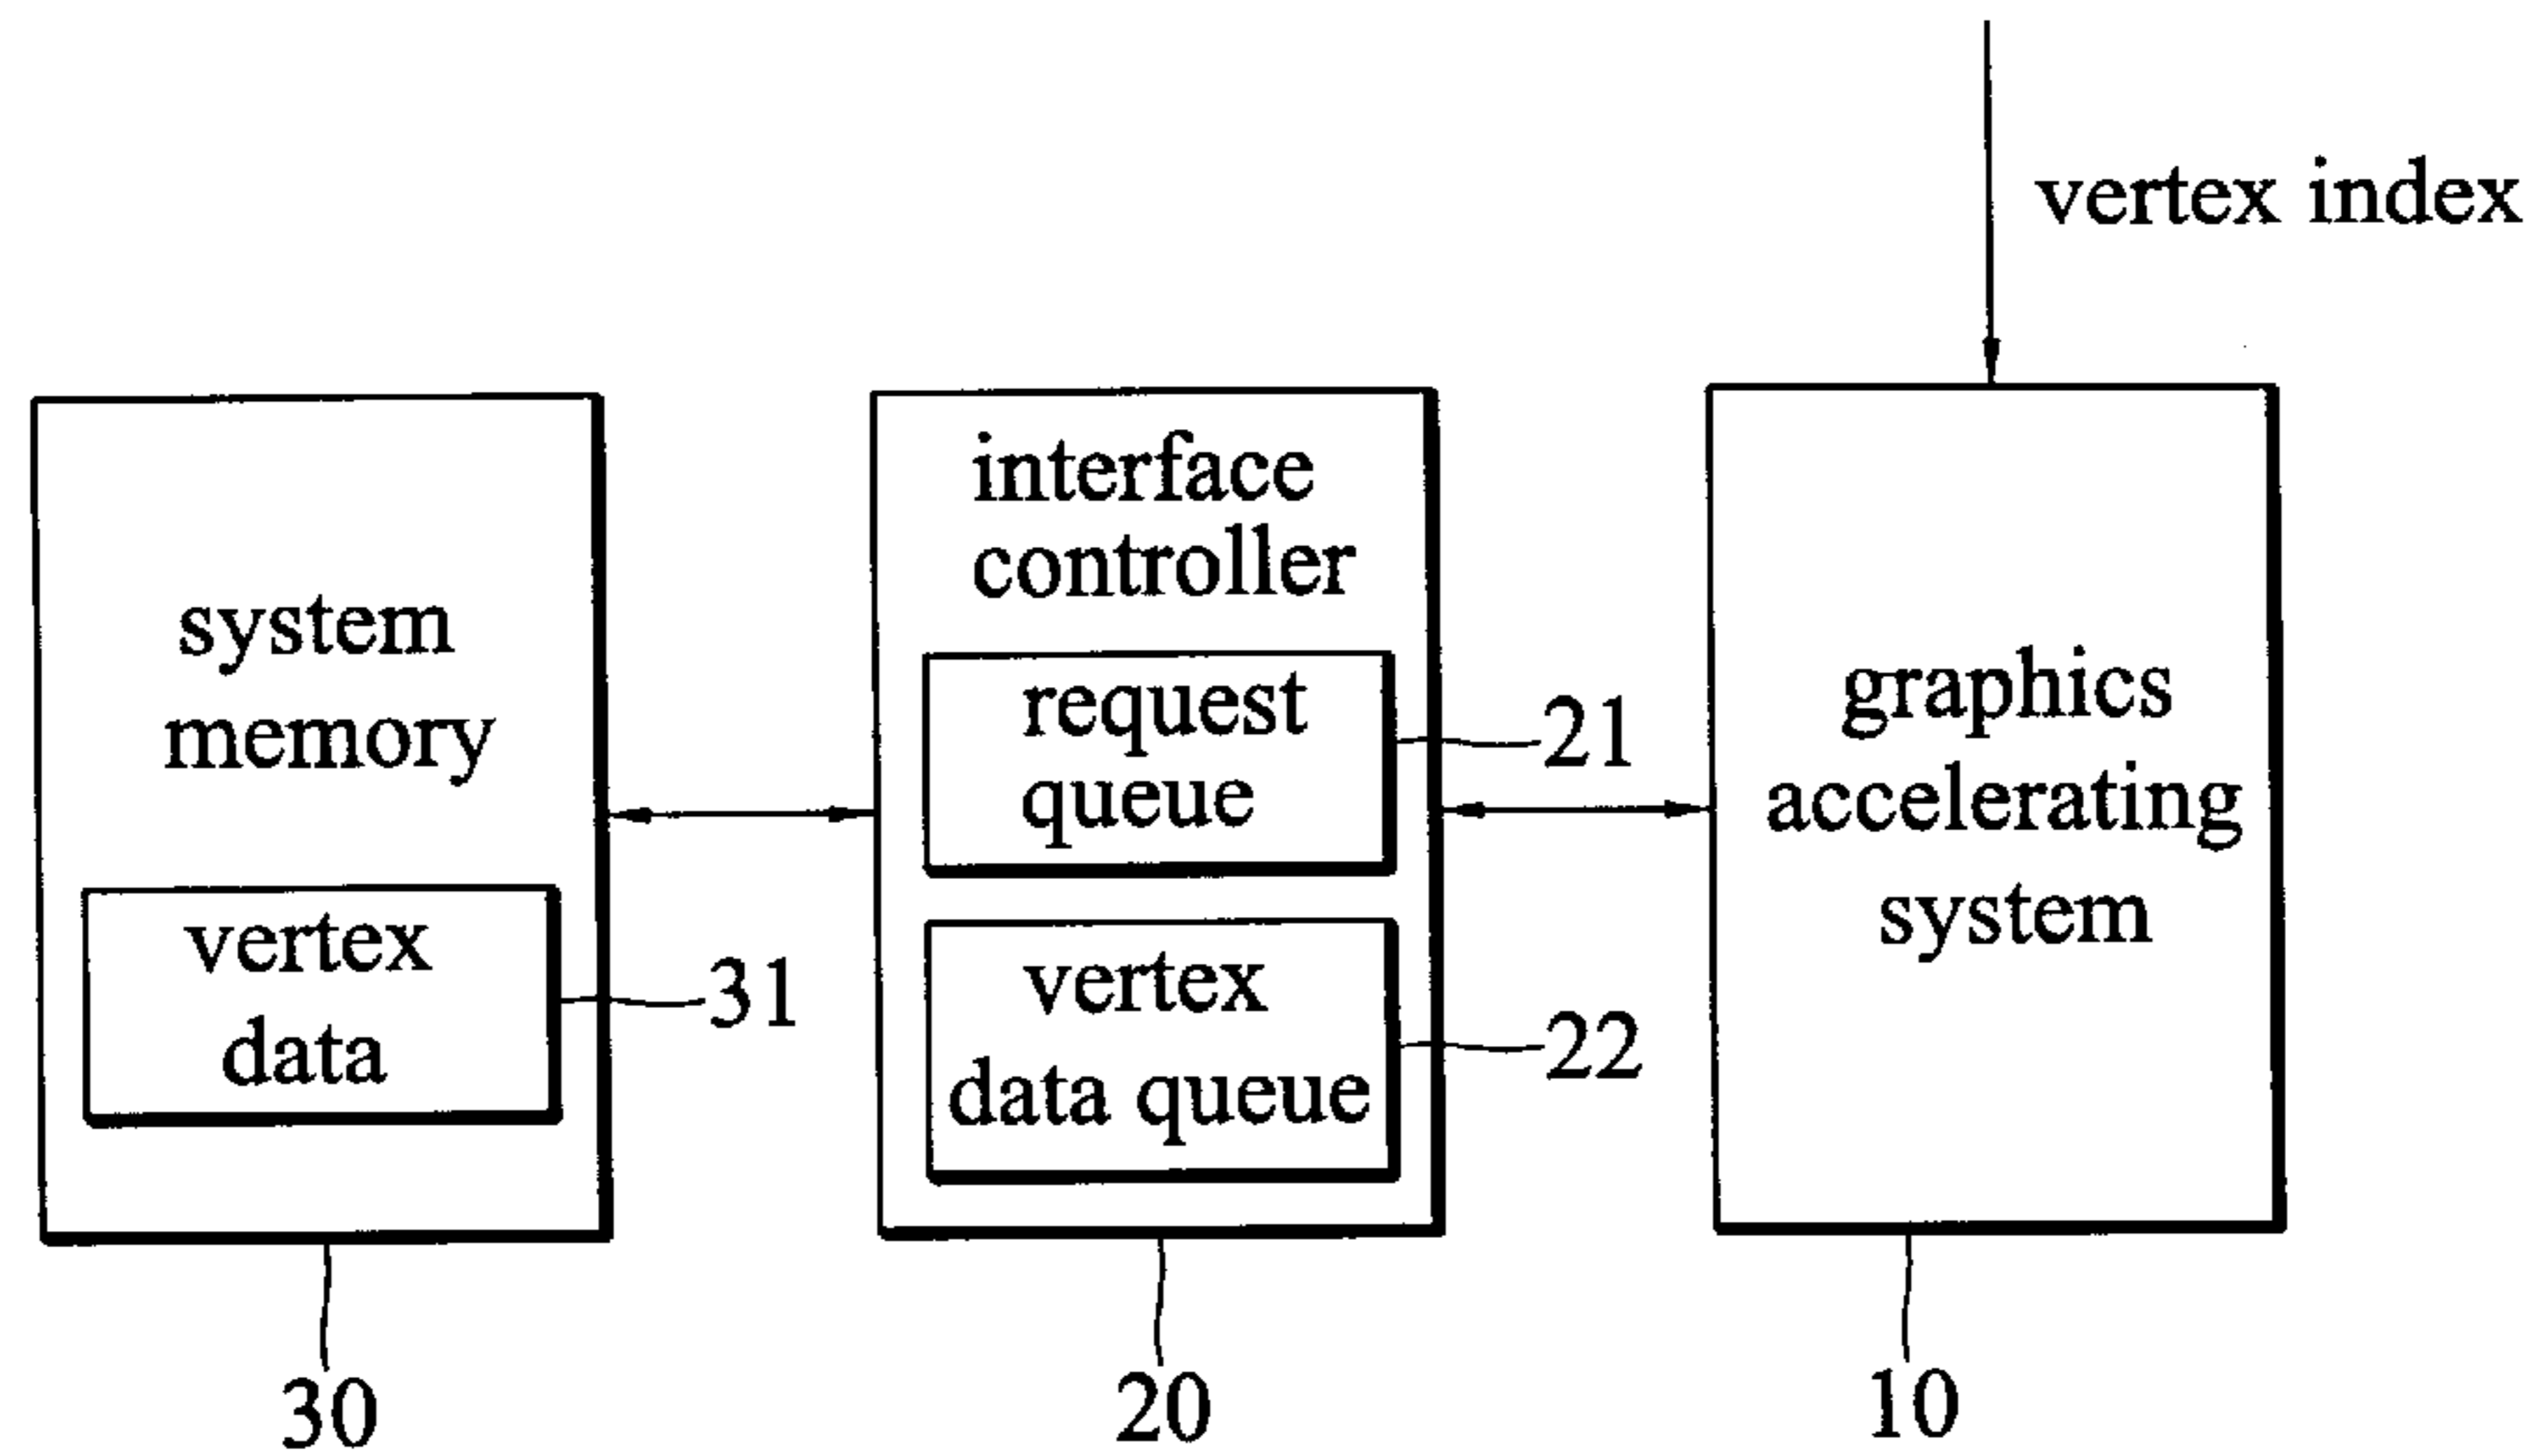 vertex index
system
memory
vertex
data
31
30
interface
controller
request
queue
21
vertex
data queue
22
20
graphics
accelerating
system
10